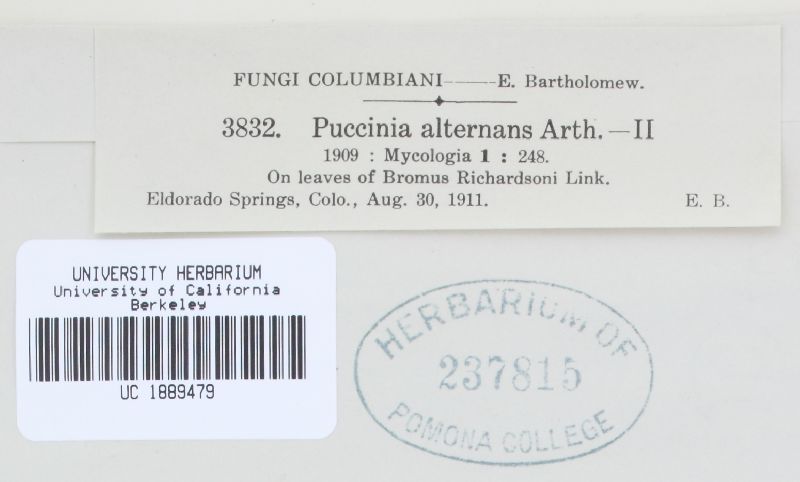 FUNGI COLUMBIANI——E. Bartholomew.
3832. Puccinia alternans Arth.—II
1909 : Mycologia 1 : 248.
On leaves of Bromus Richardsoni Link.
Eldorado Springs, Colo., Aug. 30, 1911. E. B.
UNIVERSITY HERBARIUM
University of California
Berkeley
UC 1889479
HERBARIUM OF
237815
POMONA COLLEGE